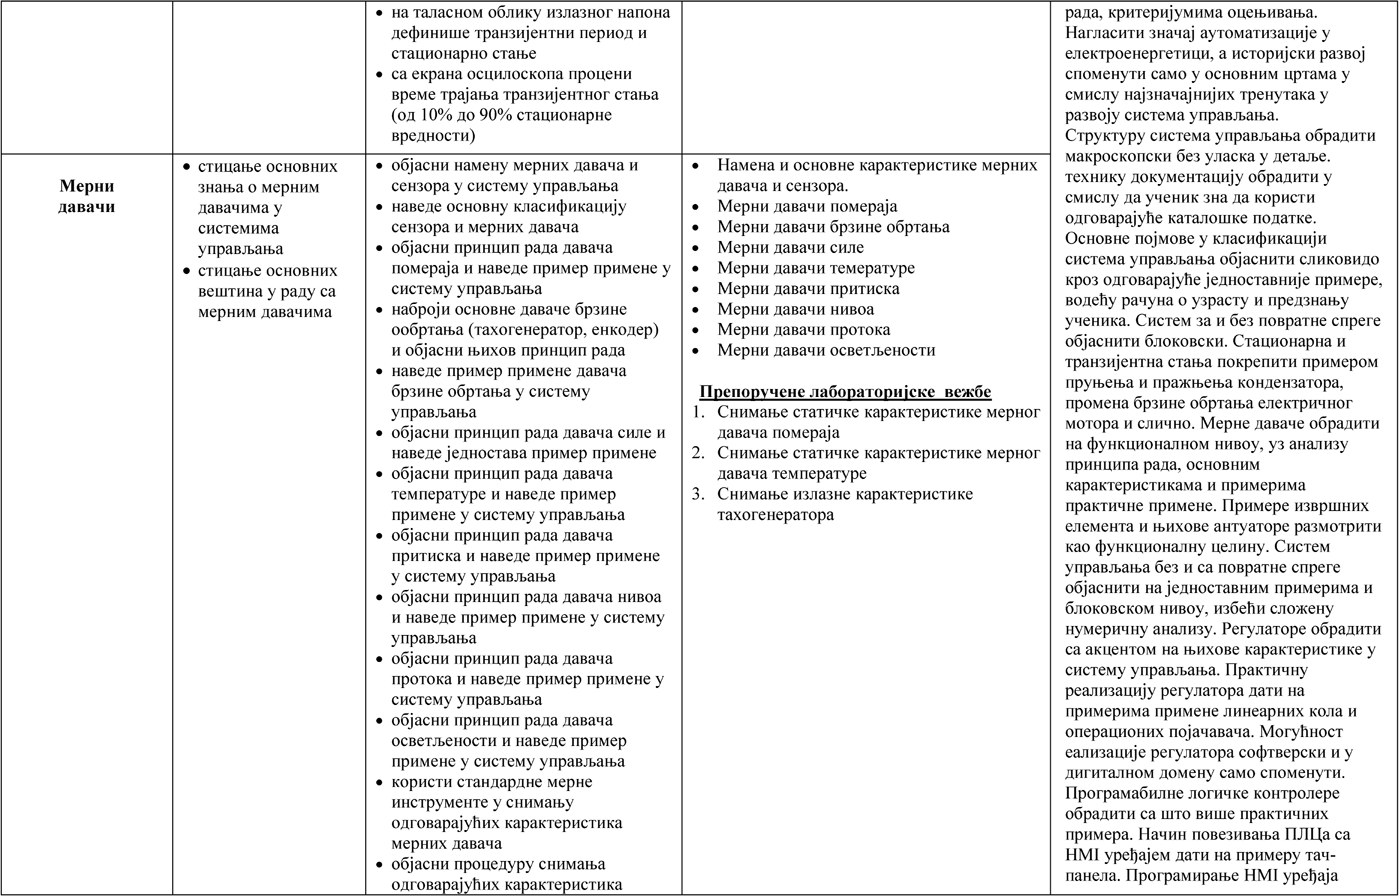 • на таласном облику излазног напона
дефинише транзијентни период и
стационарно стање
• са екрана осцилоскопа процени
време трајања транзијентног стања
(од 10% до 90% стационарне
вредности)
Мерни
давачи
• стицање основних
знања о мерним
давачима у
системима
управљања
• стицање основних
вештина у раду са
мерним давачима
• објасни намену мерних давача и
сензора у систему управљања
• наведе основну класификацију
сензора и мерних давача
• објасни принцип рада давача
помераја и наведе пример примене у
систему управљања
• наброји основне даваче брзине
ообртања (тахогенератор, енкодер)
и објасни њихов принцип рада
• наведе пример примене давача
брзине обртања у систему
управљања
• објасни принцип рада давача силе и
наведе једностава пример примене
• објасни принцип рада давача
температуре и наведе пример
примене у систему управљања
• објасни принцип рада давача
притиска и наведе пример примене
у систему управљања
• објасни принцип рада давача нивоа
и наведе пример примене у систему
управљања
• објасни принцип рада давача
протока и наведе пример примене у
систему управљања
• објасни принцип рада давача
осветљености и наведе пример
примене у систему управљања
• користи стандардне мерне
инструменте у снимању
одговарајућих карактеристика
мерних давача
• објасни процедуру снимања
одговарајућих карактеристика
• Намена и основне карактеристике мерних
давача и сензора.
• Мерни давачи помераја
• Мерни давачи брзине обртања
• Мерни давачи силе
• Мерни давачи темературе
• Мерни давачи притиска
• Мерни давачи нивоа
• Мерни давачи протока
• Мерни давачи осветљености
Препоручене лабораторијске вежбе
1. Снимање статичке карактеристике мерног
давача помераја
2. Снимање статичке карактеристике мерног
давача температуре
3. Снимање излазне карактеристике
тахогенератора
рада, критеријумима оцењивања.
Нагласити значај аутоматизације у
електроенергетици, а историјски развој
споменути само у основним цртама у
смислу најзначајнијих тренутака у
развоју система управљања.
Структуру система управљања обрадити
макроскопски без уласка у детаље.
технику документацију обрадити у
смислу да ученик зна да користи
одговарајуће каталошке податке.
Основне појмове у класификацији
система управљања објаснити сликовидо
кроз одговарајуће једноставније примере,
водећу рачуна о узрасту и предзнању
ученика. Систем за и без повратне спреге
објаснити блоковски. Стационарна и
транзијентна стања покрепити примером
пруњења и пражњења кондензатора,
промена брзине обртања електричног
мотора и слично. Мерне даваче обрадити
на функционалном нивоу, уз анализу
принципа рада, основним
карактеристикама и примерима
практичне примене. Примере извршних
елемента и њихове антуаторе размотрити
као функционалну целину. Систем
управљања без и са повратне спреге
објаснити на једноставним примерима и
блоковском нивоу, избећи сложену
нумеричну анализу. Регулаторе обрадити
са акцентом на њихове карактеристике у
систему управљања. Практичну
реализацију регулатора дати на
примерима примене линеарних кола и
операционих појачавача. Могућност
еализације регулатора софтверски и у
дигиталном домену само споменути.
Програмабилне логичке контролере
обрадити са што више практичних
примера. Начин повезивања ПЛЦа са
HMI уређајем дати на примеру тач-
панела. Програмирање HMI уређаја